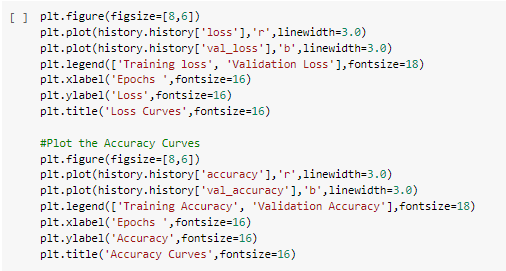 [ ] plt.figure(figsize=[8,6])
plt.plot(history.history['loss'],'r',linewidth=3.0)
plt.plot(history.history['val_loss'],'b',linewidth=3.0)
plt.legend(['Training loss', 'Validation Loss'],fontsize=18)
plt.xlabel('Epochs ',fontsize=16)
plt.ylabel('Loss',fontsize=16)
plt.title('Loss Curves',fontsize=16)

#Plot the Accuracy Curves
plt.figure(figsize=[8,6])
plt.plot(history.history['accuracy'],'r',linewidth=3.0)
plt.plot(history.history['val_accuracy'],'b',linewidth=3.0)
plt.legend(['Training Accuracy', 'Validation Accuracy'],fontsize=18)
plt.xlabel('Epochs ',fontsize=16)
plt.ylabel('Accuracy',fontsize=16)
plt.title('Accuracy Curves',fontsize=16)